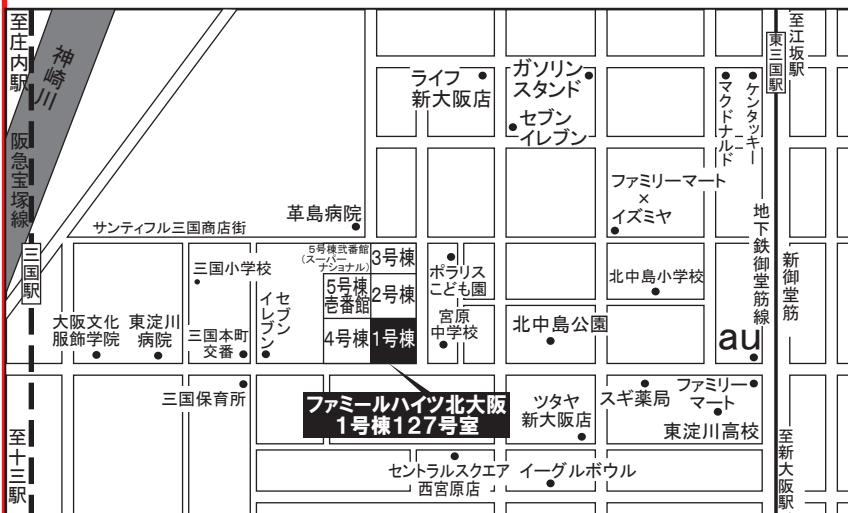 至庄内駅
神崎川
阪急宝塚線
三国駅
至十三駅
サンティフル三国商店街
革島病院
三国小学校
セブン
イレブン
大阪文化
服飾学院
東淀川
病院
三国本町
交番
三国保育所
5号棟弐番館
(スーパー
ナショナル)
3号棟
5号棟
壱番館
2号棟
4号棟
1号棟
ファミールハイツ北大阪
1号棟127号室
ライフ
新大阪店
ガソリン
スタンド
セブン
イレブン
マクドナルド
ケンタッキー
東三国駅
至江坂駅
ファミリーマート
×
イズミヤ
地下鉄御堂筋線
新御堂筋
ポラリス
こども園
宮原
中学校
北中島小学校
北中島公園
au
ツタヤ
新大阪店
スギ薬局
ファミリー
マート
東淀川高校
セントラルスクエア
西宮原店
イーグルボウル
至新大阪駅